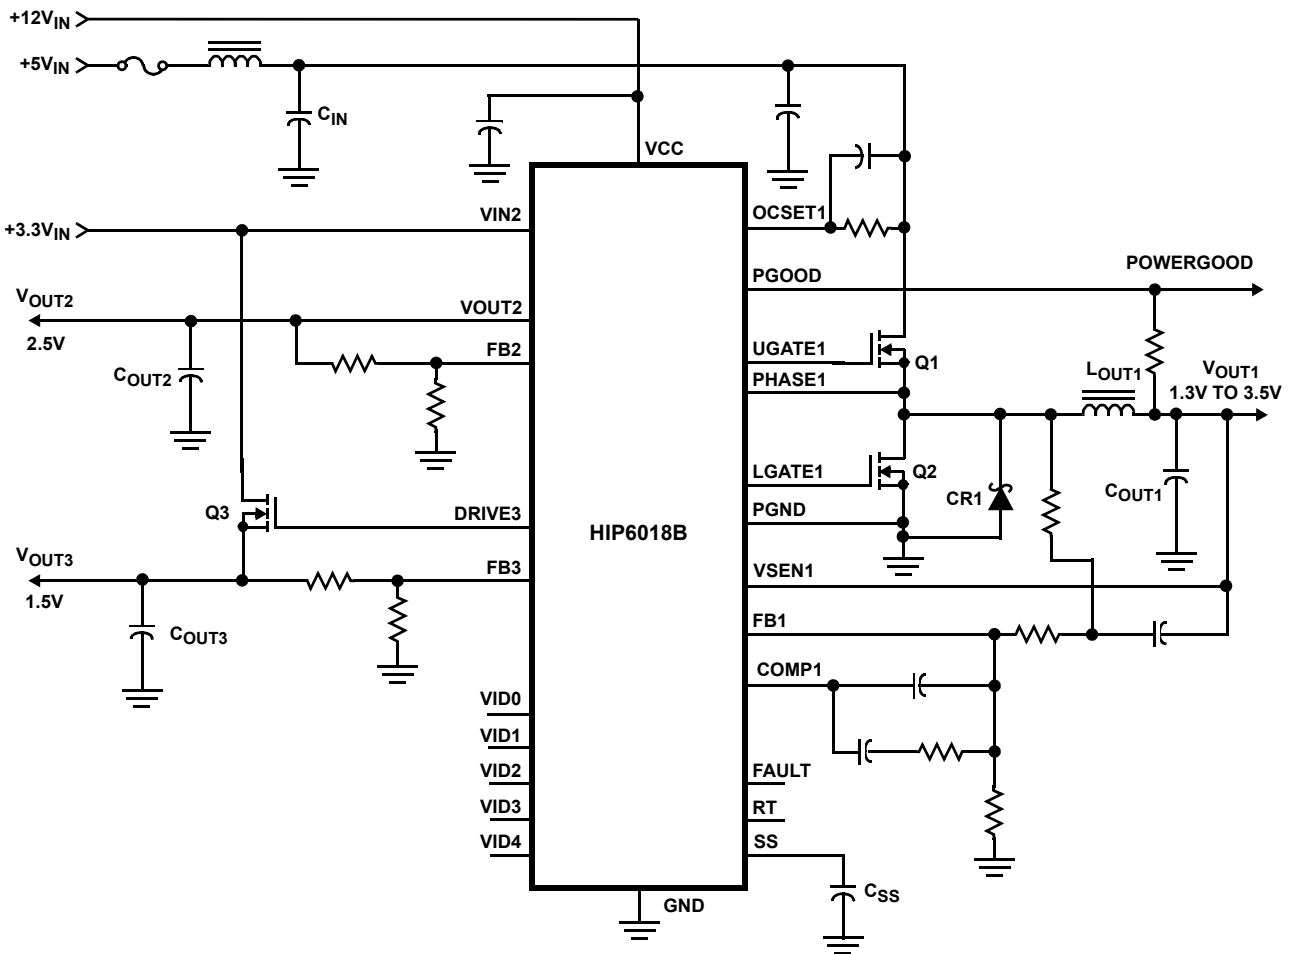 +12VIN
+5VIN
CIN
VCC
+3.3VIN
VIN2
OCSET1
PGOOD
POWERGOOD
VOUT2
2.5V
VOUT2
FB2
COUT2
UGATE1
Q1
PHASE1
LOUT1
VOUT1
1.3V TO 3.5V
LGATE1
Q2
CR1
COUT1
Q3
DRIVE3
PGND
HIP6018B
VOUT3
1.5V
FB3
VSEN1
COUT3
FB1
COMP1
VID0
VID1
VID2
VID3
VID4
FAULT
RT
SS
CSS
GND